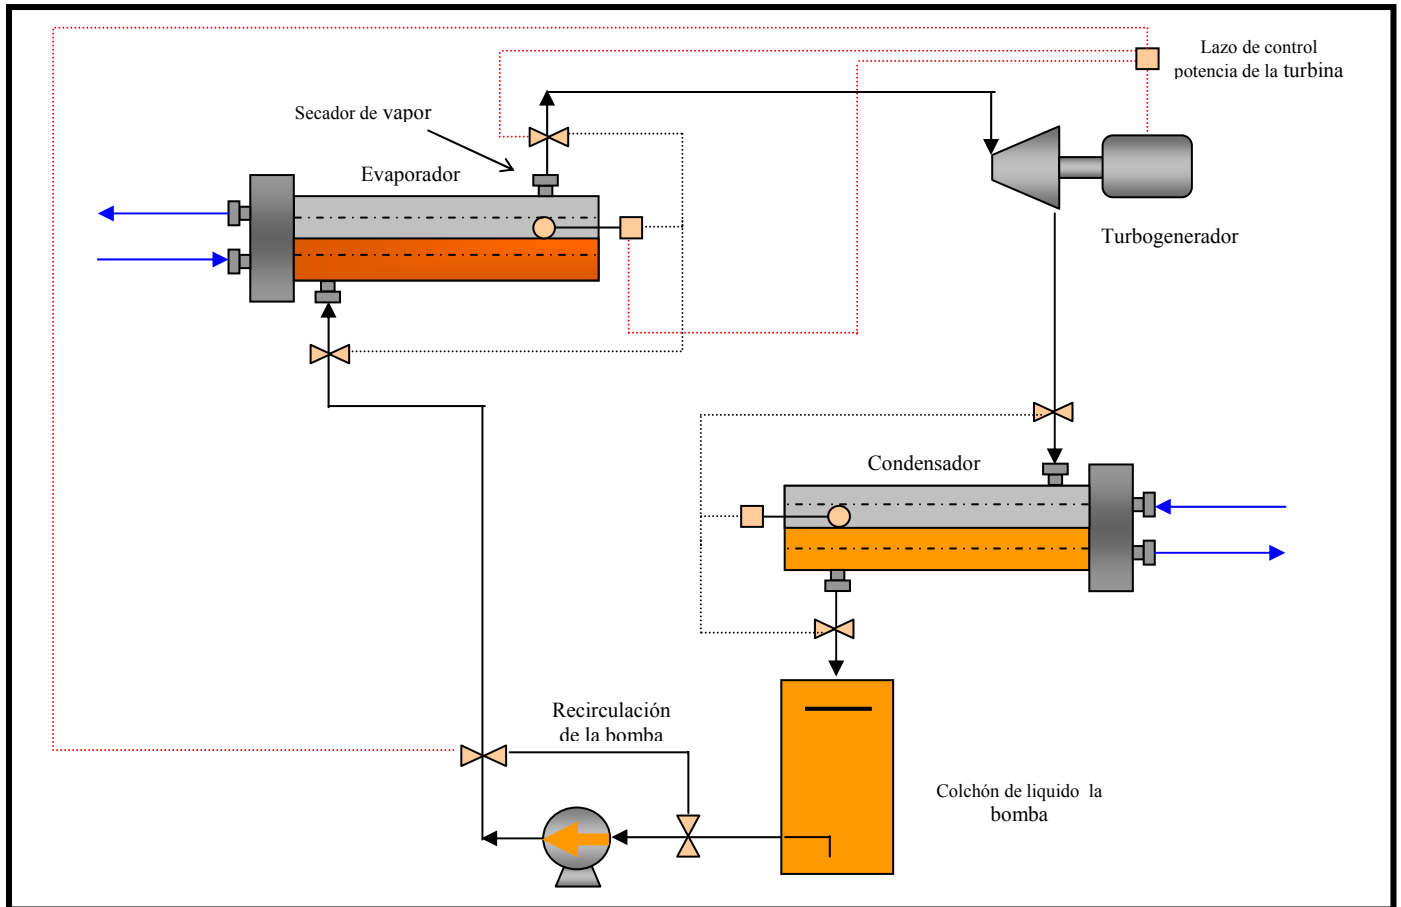 Lazo de control
potencia de la turbina
Secador de vapor
Evaporador
Turbogenerador
Condensador
Recirculación
de la bomba
Colchón de liquido la
bomba